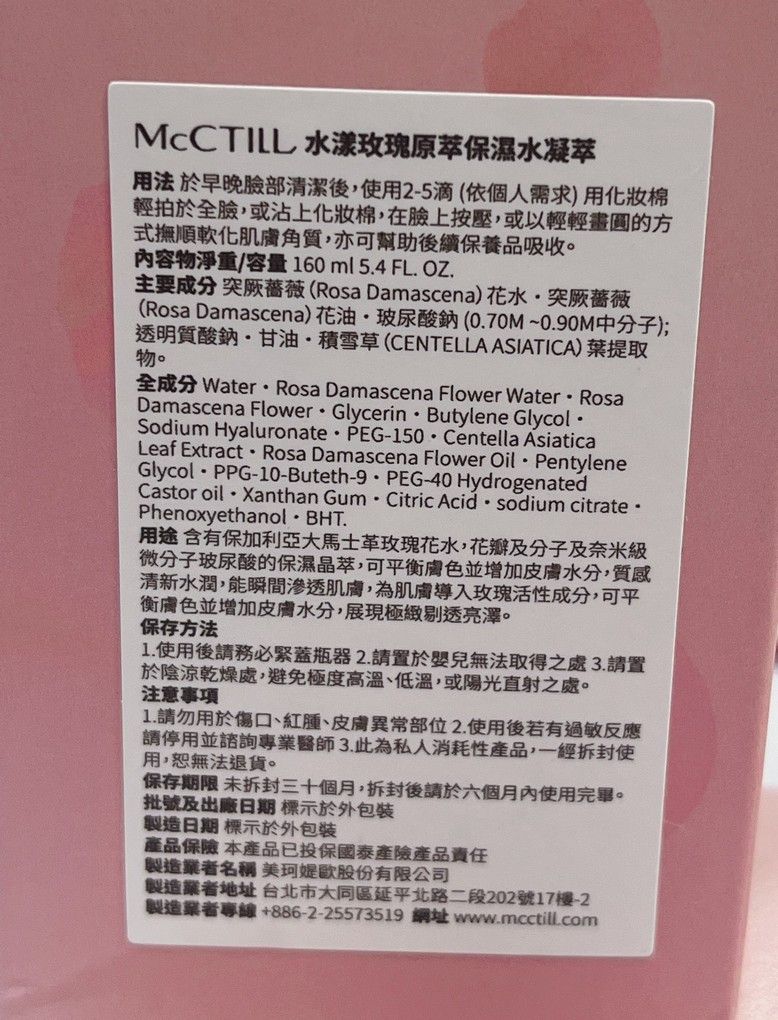 McCTILL 水漾玫瑰原萃保濕水凝萃
用法 於早晚臉部清潔後,使用2-5滴 (依個人需求) 用化妝棉
輕拍於全臉,或沾上化妝棉,在臉上按壓,或以輕輕畫圓的方
式撫順軟化肌膚角質,亦可幫助後續保養品吸收。
內容物淨重/容量 160 ml 5.4 FL. OZ.
主要成分 突厥薔薇 (Rosa Damascena) 花水・突厥薔薇
(Rosa Damascena) 花油・玻尿酸鈉 (0.70M ~0.90M中分子);
透明質酸鈉・甘油・積雪草 (CENTELLA ASIATICA) 葉提取
物。
全成分 Water・Rosa Damascena Flower Water・Rosa
Damascena Flower・Glycerin・Butylene Glycol・
Sodium Hyaluronate・PEG-150・Centella Asiatica
Leaf Extract・Rosa Damascena Flower Oil・Pentylene
Glycol・PPG-10-Buteth-9・PEG-40 Hydrogenated
Castor oil・Xanthan Gum・Citric Acid・sodium citrate・
Phenoxyethanol・BHT.
用途 含有保加利亞大馬士革玫瑰花水,花瓣及分子及奈米級
微分子玻尿酸的保濕晶萃,可平衡膚色並增加皮膚水分,質感
清新水潤,能瞬間滲透肌膚,為肌膚導入玫瑰活性成分,可平
衡膚色並增加皮膚水分,展現極緻剔透亮澤。
保存方法
1.使用後請務必緊蓋瓶器 2.請置於嬰兒無法取得之處 3.請置
於陰涼乾燥處,避免極度高溫、低溫,或陽光直射之處。
注意事項
1.請勿用於傷口、紅腫、皮膚異常部位 2.使用後若有過敏反應
請停用並諮詢專業醫師 3.此為私人消耗性產品,一經拆封使
用,恕無法退貨。
保存期限 未拆封三十個月,拆封後請於六個月內使用完畢。
批號及出廠日期 標示於外包裝
製造日期 標示於外包裝
產品保險 本產品已投保國泰產險產品責任
製造業者名稱 美珂媞歐股份有限公司
製造業者地址 台北市大同區延平北路二段202號17樓-2
製造業者專線 +886-2-25573519 網址 www.mcctill.com